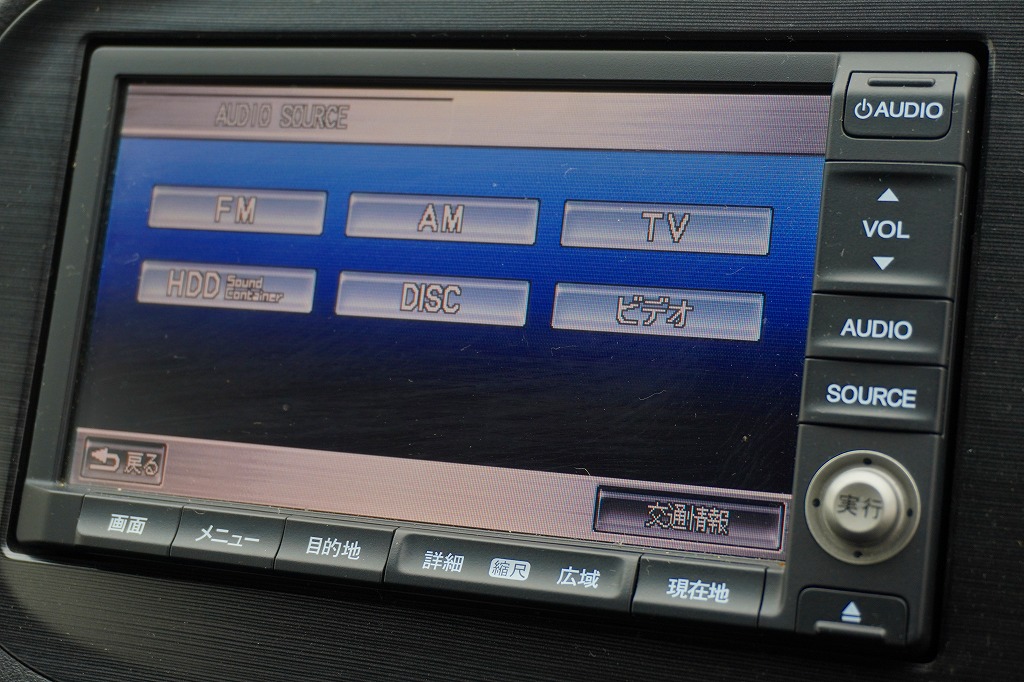 AUDIO SOURCE
FM AM TV
HDD Sound Container DISC ビデオ
戻る
交通情報
AUDIO
VOL
AUDIO
SOURCE
実行
画面 メニュー 目的地 詳細 縮尺 広域 現在地